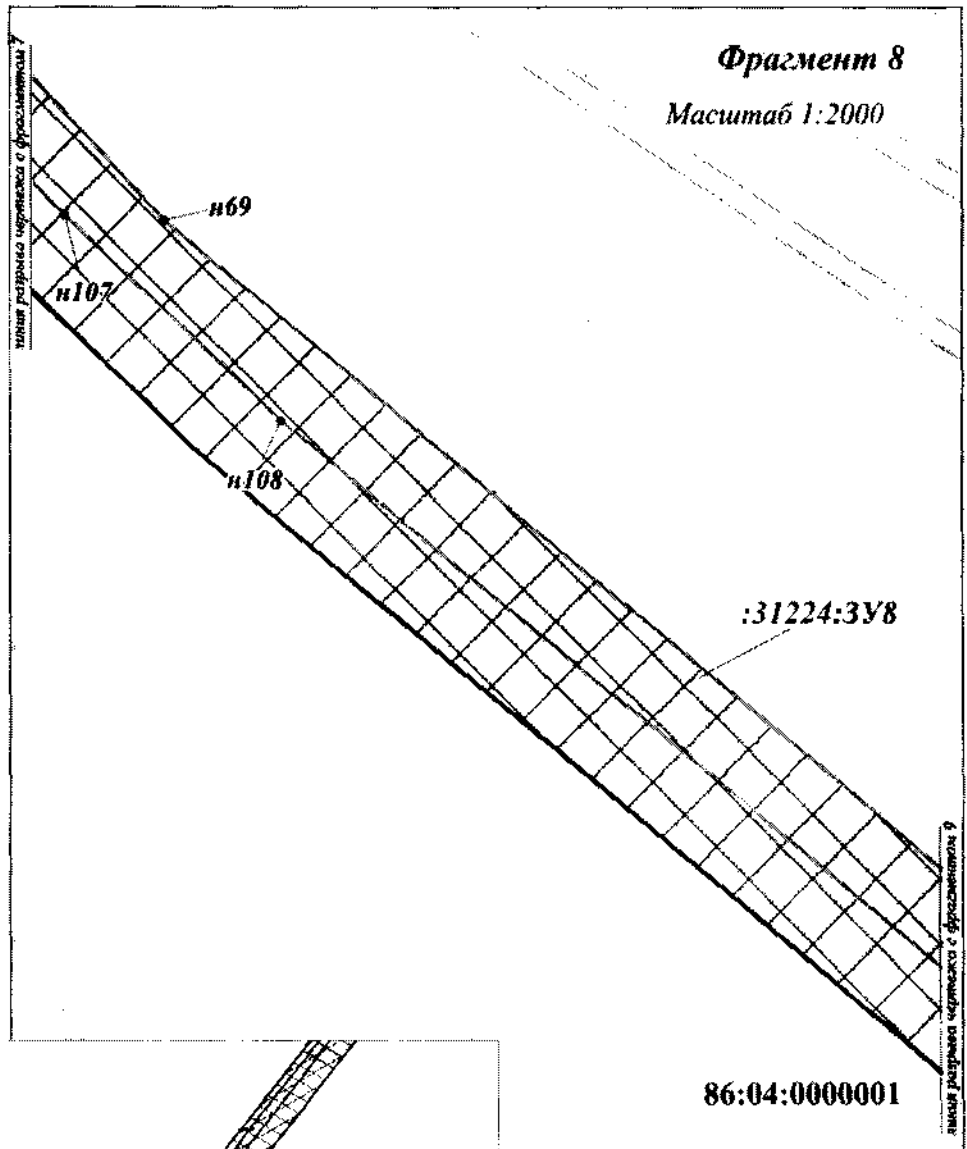 Фрагмент 8
Масштаб 1:2000
линия разрыва чертежа с фрагментом 7
н69
н107
н108
:31224:ЗУ8
линия разрыва чертежа с фрагментом 9
86:04:0000001